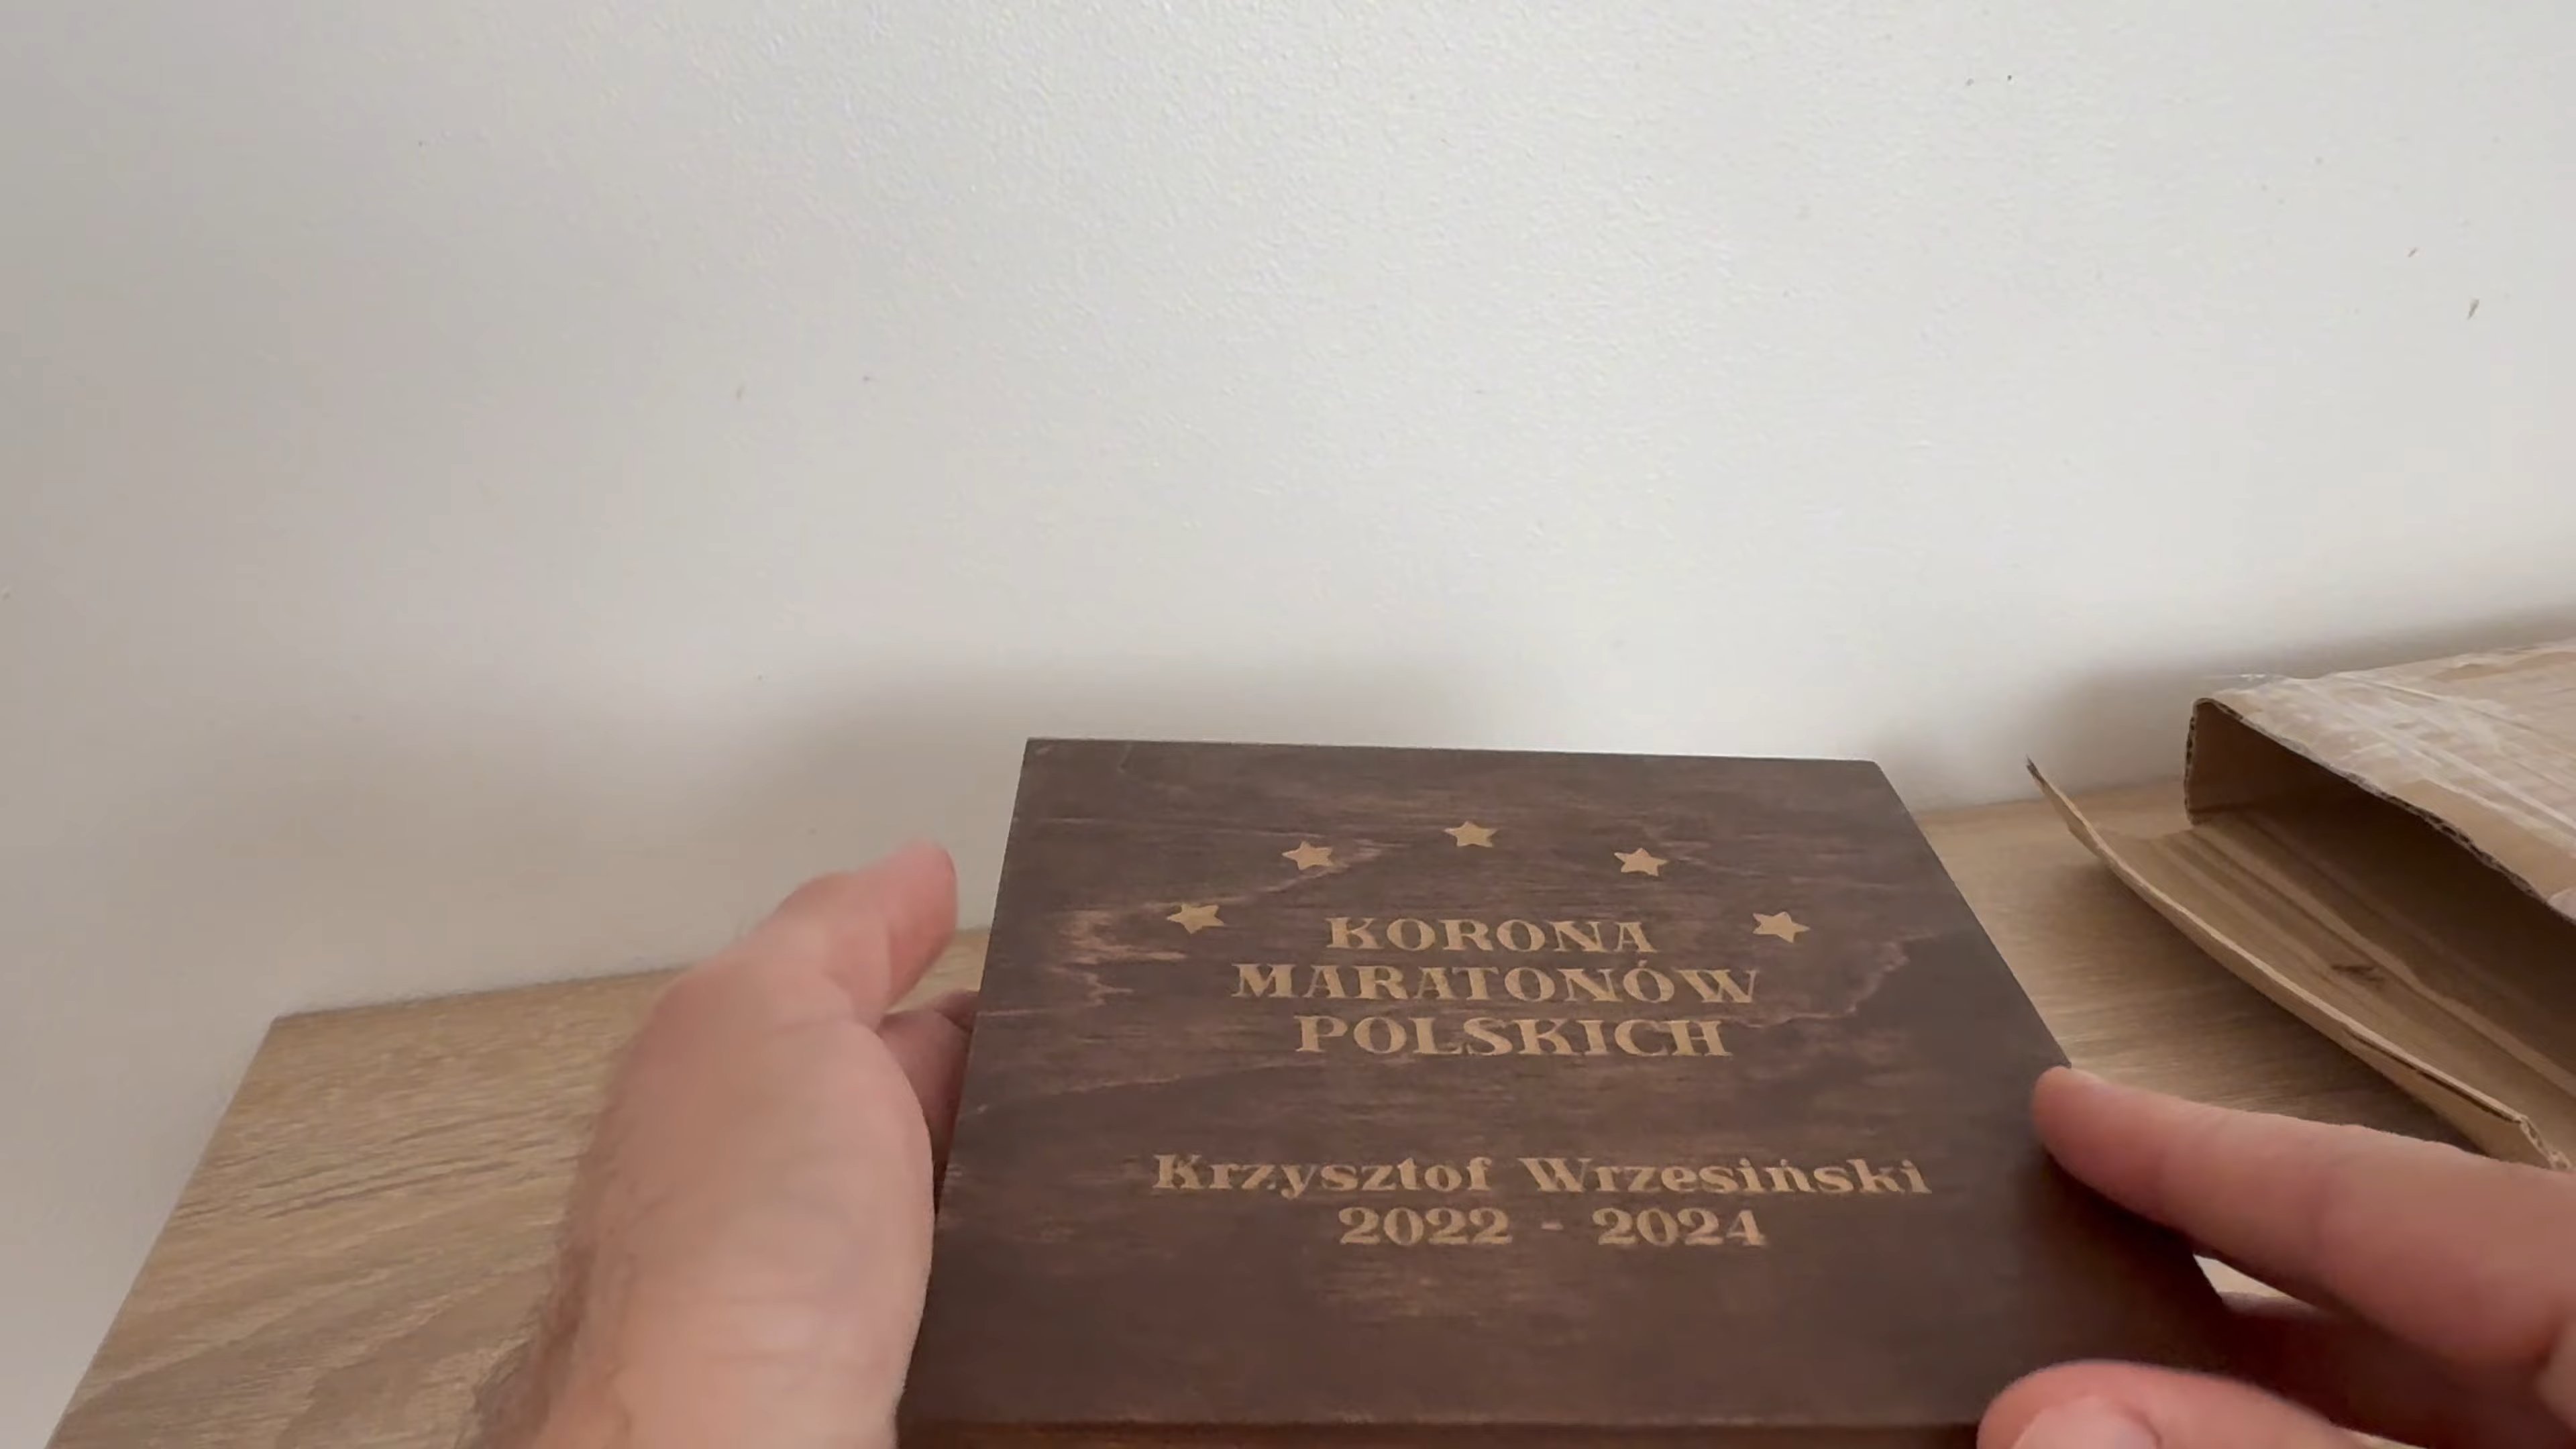 KORONA
MARATONÓW
POLSKICH
Krzysztof Wrzesiński
2022 - 2024